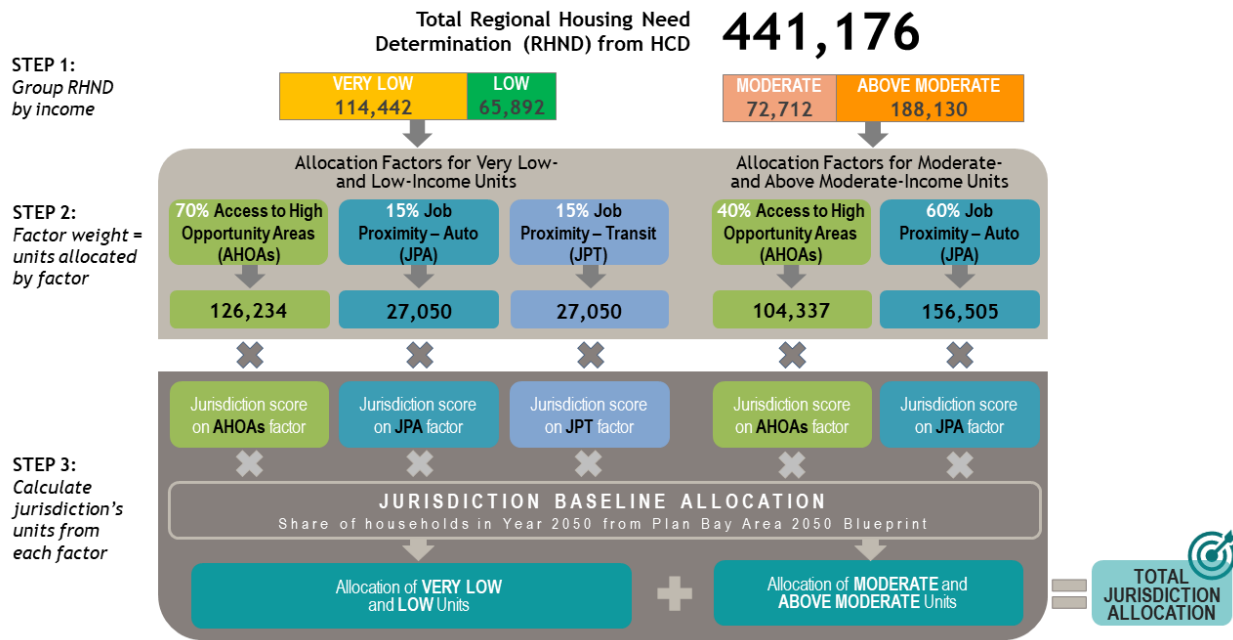 Total Regional Housing Need
Determination (RHND) from HCD
441,176
STEP 1:
Group RHND
by income
VERY LOW
114,442
LOW
65,892
MODERATE
72,712
ABOVE MODERATE
188,130
Allocation Factors for Very Low-
and Low-Income Units
Allocation Factors for Moderate-
and Above Moderate-Income Units
STEP 2:
Factor weight =
units allocated
by factor
70% Access to High
Opportunity Areas
(AHOAs)
15% Job
Proximity – Auto
(JPA)
15% Job
Proximity – Transit
(JPT)
40% Access to High
Opportunity Areas
(AHOAs)
60% Job
Proximity – Auto
(JPA)
126,234
27,050
27,050
104,337
156,505
STEP 3:
Calculate
jurisdiction's
units from
each factor
Jurisdiction score
on AHOAs factor
Jurisdiction score
on JPA factor
Jurisdiction score
on JPT factor
Jurisdiction score
on AHOAs factor
Jurisdiction score
on JPA factor
JURISDICTION BASELINE ALLOCATION
Share of households in Year 2050 from Plan Bay Area 2050 Blueprint
Allocation of VERY LOW
and LOW Units
Allocation of MODERATE and
ABOVE MODERATE Units
TOTAL
JURISDICTION
ALLOCATION